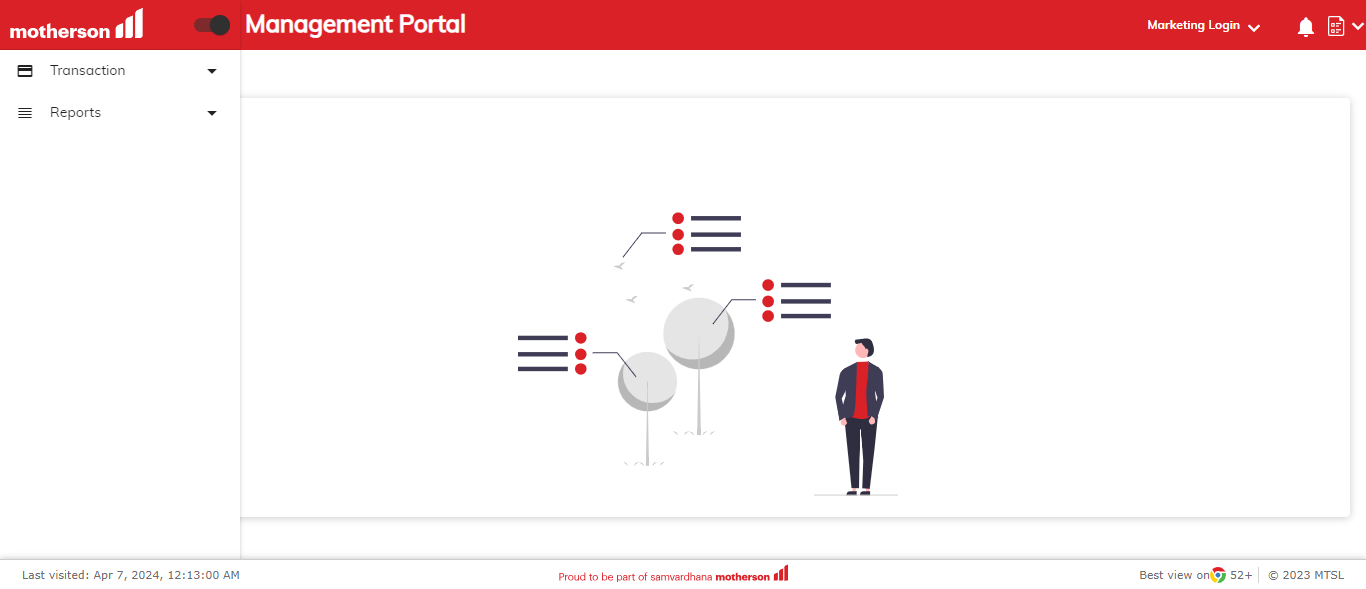 motherson
Management Portal
Marketing Login
Transaction
Reports
Last visited: Apr 7, 2024, 12:13:00 AM
Proud to be part of samvardhana motherson
Best view on 52+
© 2023 MTSL